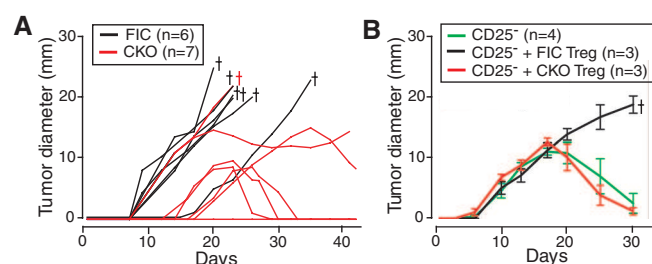 A
Tumor diameter (mm)
30
20
10
0
FIC (n=6)
CKO (n=7)
†
††
††
†
†
0 10 20 30 40
Days
B
Tumor diameter (mm)
30
20
10
0
CD25⁻ (n=4)
CD25⁻ + FIC Treg (n=3)
CD25⁻ + CKO Treg (n=3)
†
0 10 20 30
Days